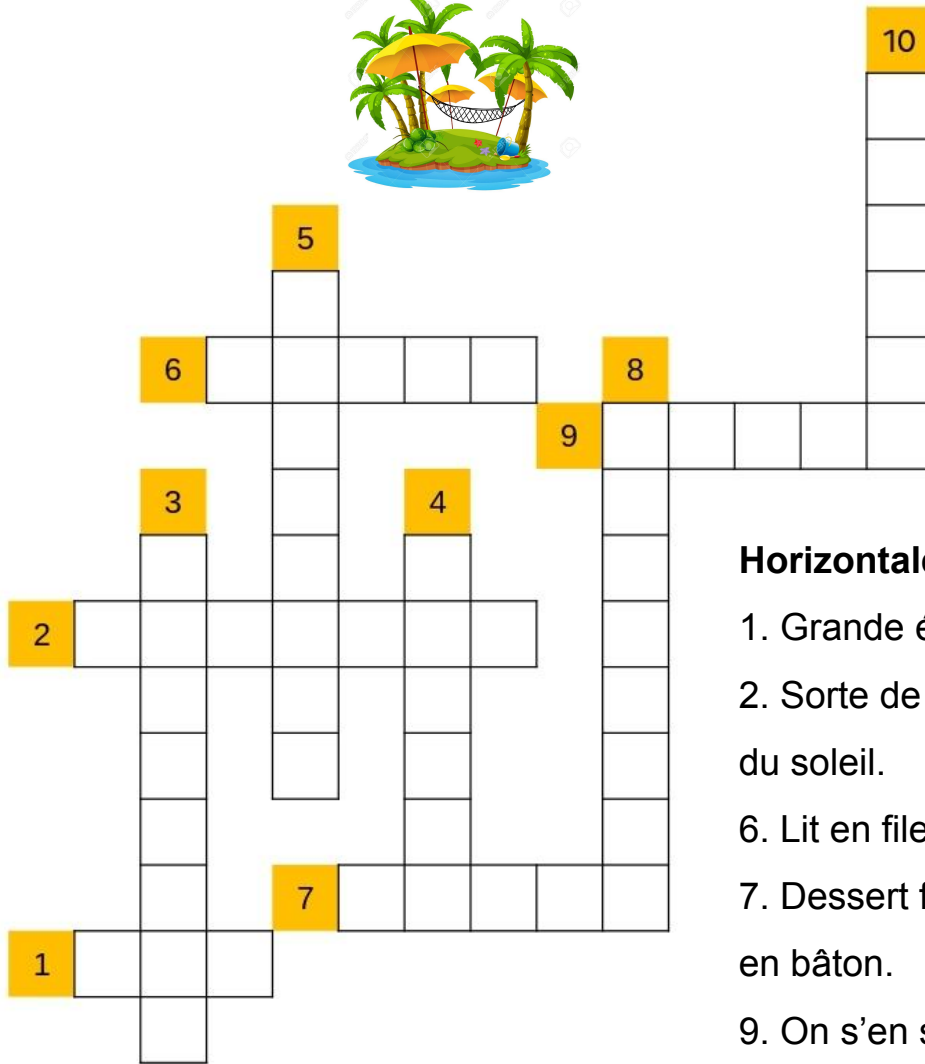 10
5
6
8
9
3
4
Horizontale
1. Grande é
2
2. Sorte de
du soleil.
6. Lit en file
7. Dessert f
7
en bâton.
1
9. On s'en s